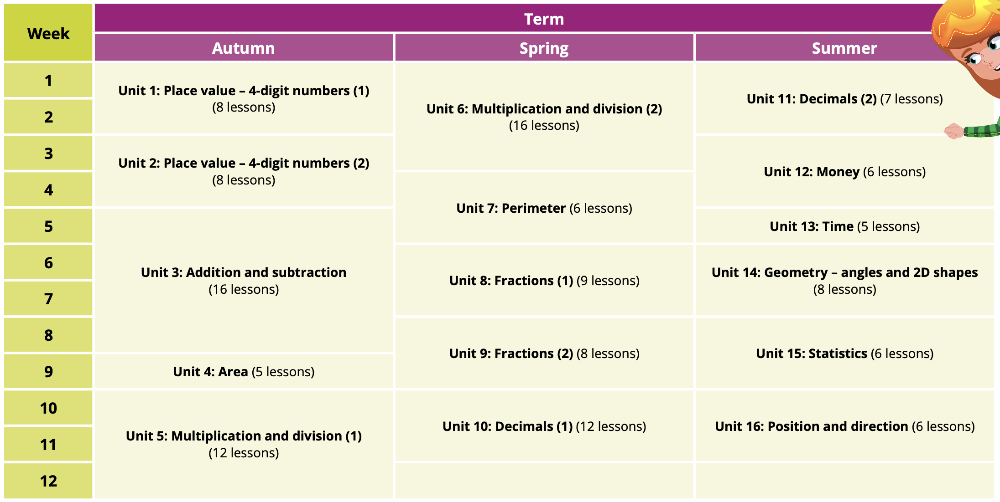 Week
Term
Autumn
Spring
Summer
1
2
3
4
5
6
7
8
9
10
11
12
Unit 1: Place value – 4-digit numbers (1)
(8 lessons)
Unit 2: Place value – 4-digit numbers (2)
(8 lessons)
Unit 3: Addition and subtraction
(16 lessons)
Unit 4: Area (5 lessons)
Unit 5: Multiplication and division (1)
(12 lessons)
Unit 6: Multiplication and division (2)
(16 lessons)
Unit 7: Perimeter (6 lessons)
Unit 8: Fractions (1) (9 lessons)
Unit 9: Fractions (2) (8 lessons)
Unit 10: Decimals (1) (12 lessons)
Unit 11: Decimals (2) (7 lessons)
Unit 12: Money (6 lessons)
Unit 13: Time (5 lessons)
Unit 14: Geometry – angles and 2D shapes
(8 lessons)
Unit 15: Statistics (6 lessons)
Unit 16: Position and direction (6 lessons)